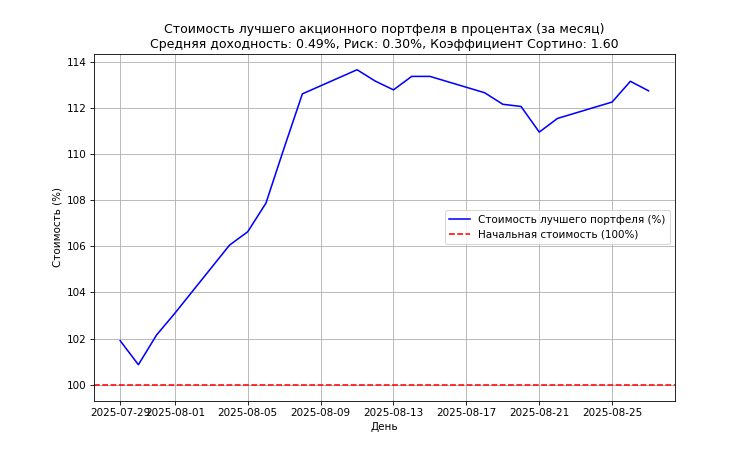 Стоимость лучшего акционного портфеля в процентах (за месяц)
Средняя доходность: 0.49%, Риск: 0.30%, Коэффициент Сортино: 1.60
114
112
110
108
106
104
102
100
Стоимость (%)
Стоимость лучшего портфеля (%)
Начальная стоимость (100%)
2025-07-29 2025-08-01 2025-08-05 2025-08-09 2025-08-13 2025-08-17 2025-08-21 2025-08-25
День